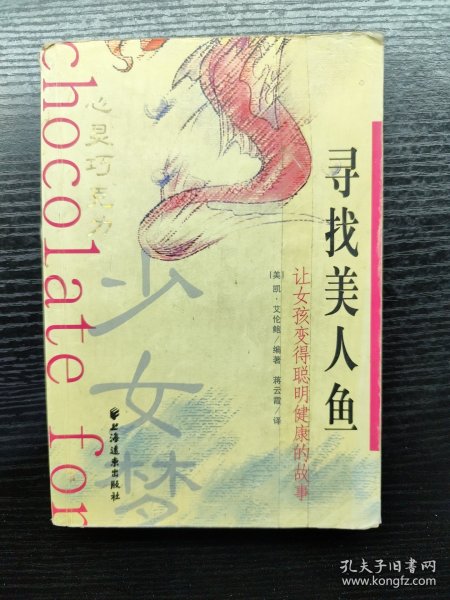 寻找美人鱼
让女孩变得聪明健康的故事
[美]凯·艾伦鲍/编著 蒋云霞/译
心灵巧克力
少女梦
chocolate for
上海远东出版社
孔夫子旧书网
www.kongfz.com